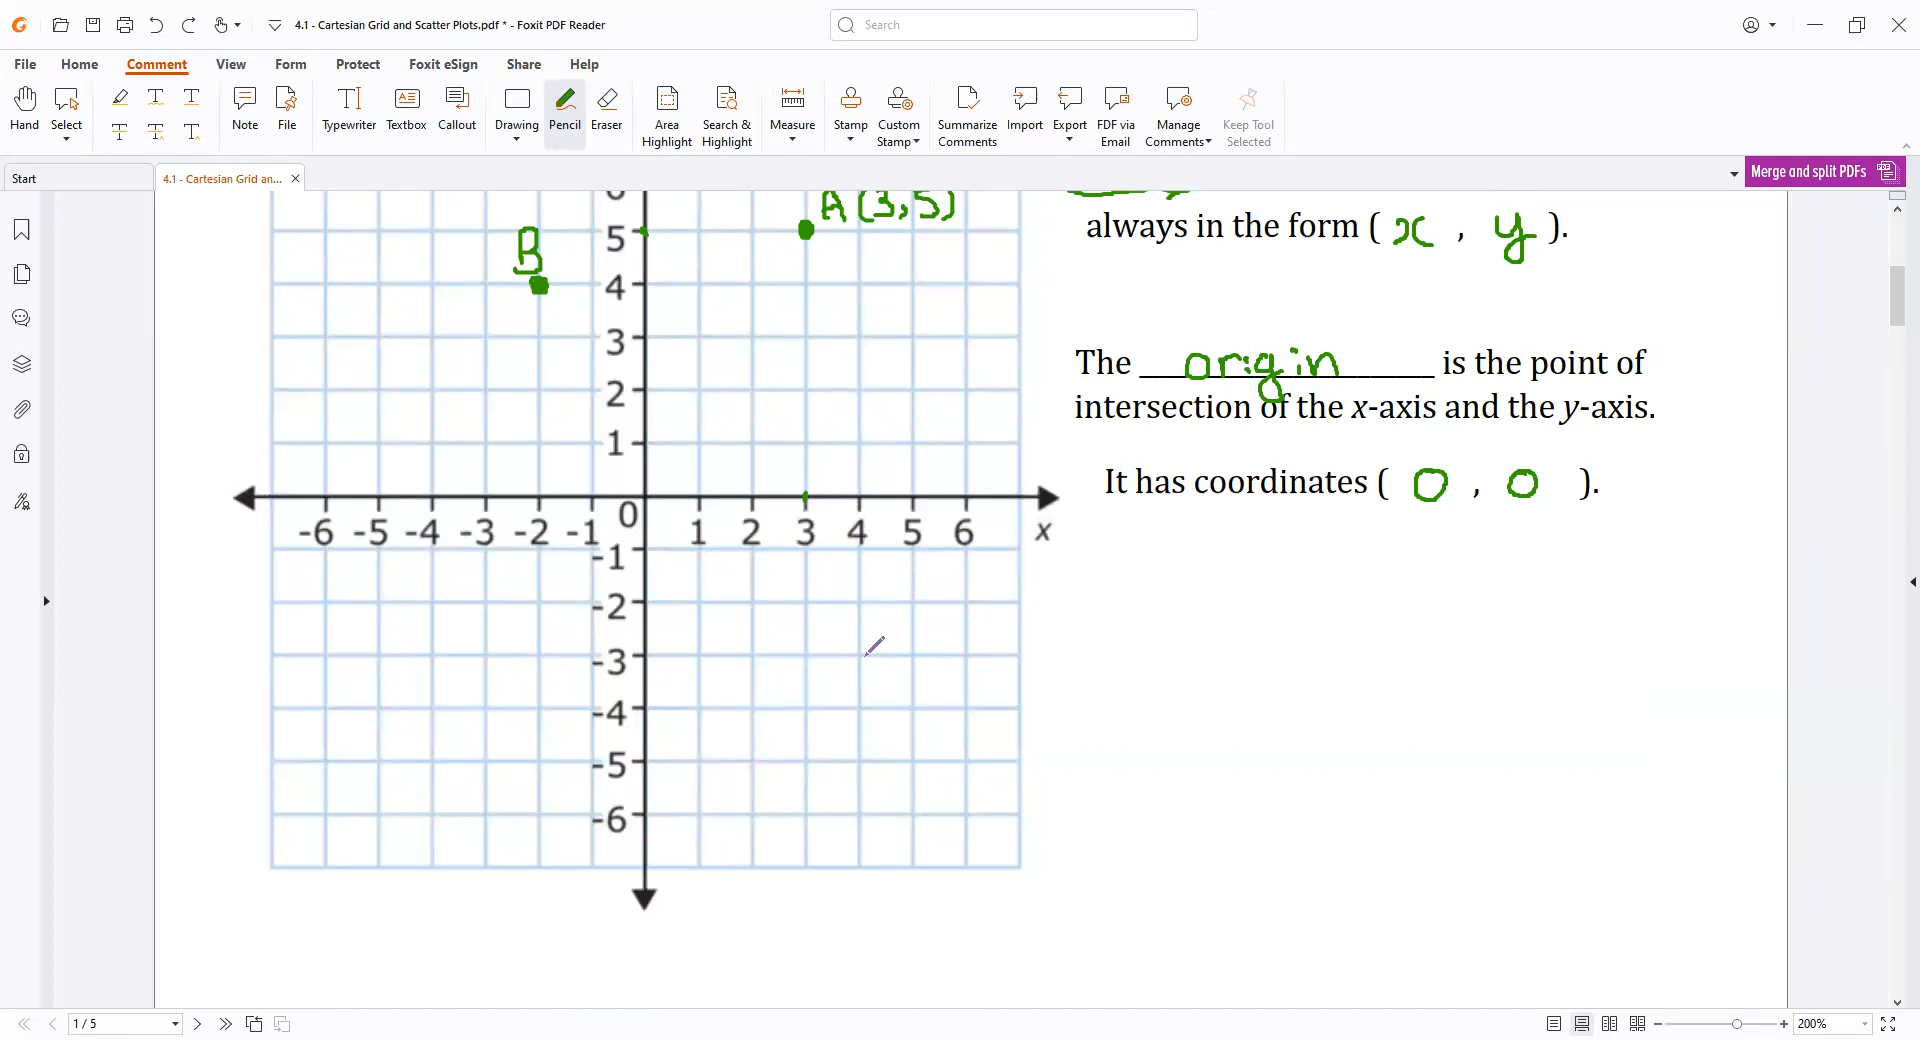 4.1 - Cartesian Grid and Scatter Plots.pdf * - Foxit PDF Reader
Search
File Home Comment View Form Protect Foxit eSign Share Help
Hand Select Note File Typewriter Textbox Callout Drawing Pencil Eraser Area Highlight Search & Highlight Measure Stamp Custom Stamp Summarize Comments Import Export FDF via Email Manage Comments Keep Tool Selected
Start
4.1 - Cartesian Grid an...
Merge and split PDFs
6
A (3,5)
always in the form ( x , y ).
B
5
4
3
The origin is the point of
2
intersection of the x-axis and the y-axis.
1
It has coordinates ( 0 , 0 ).
0
-6 -5 -4 -3 -2 -1 1 2 3 4 5 6 x
-1
-2
-3
-4
-5
-6
1 / 5
200%